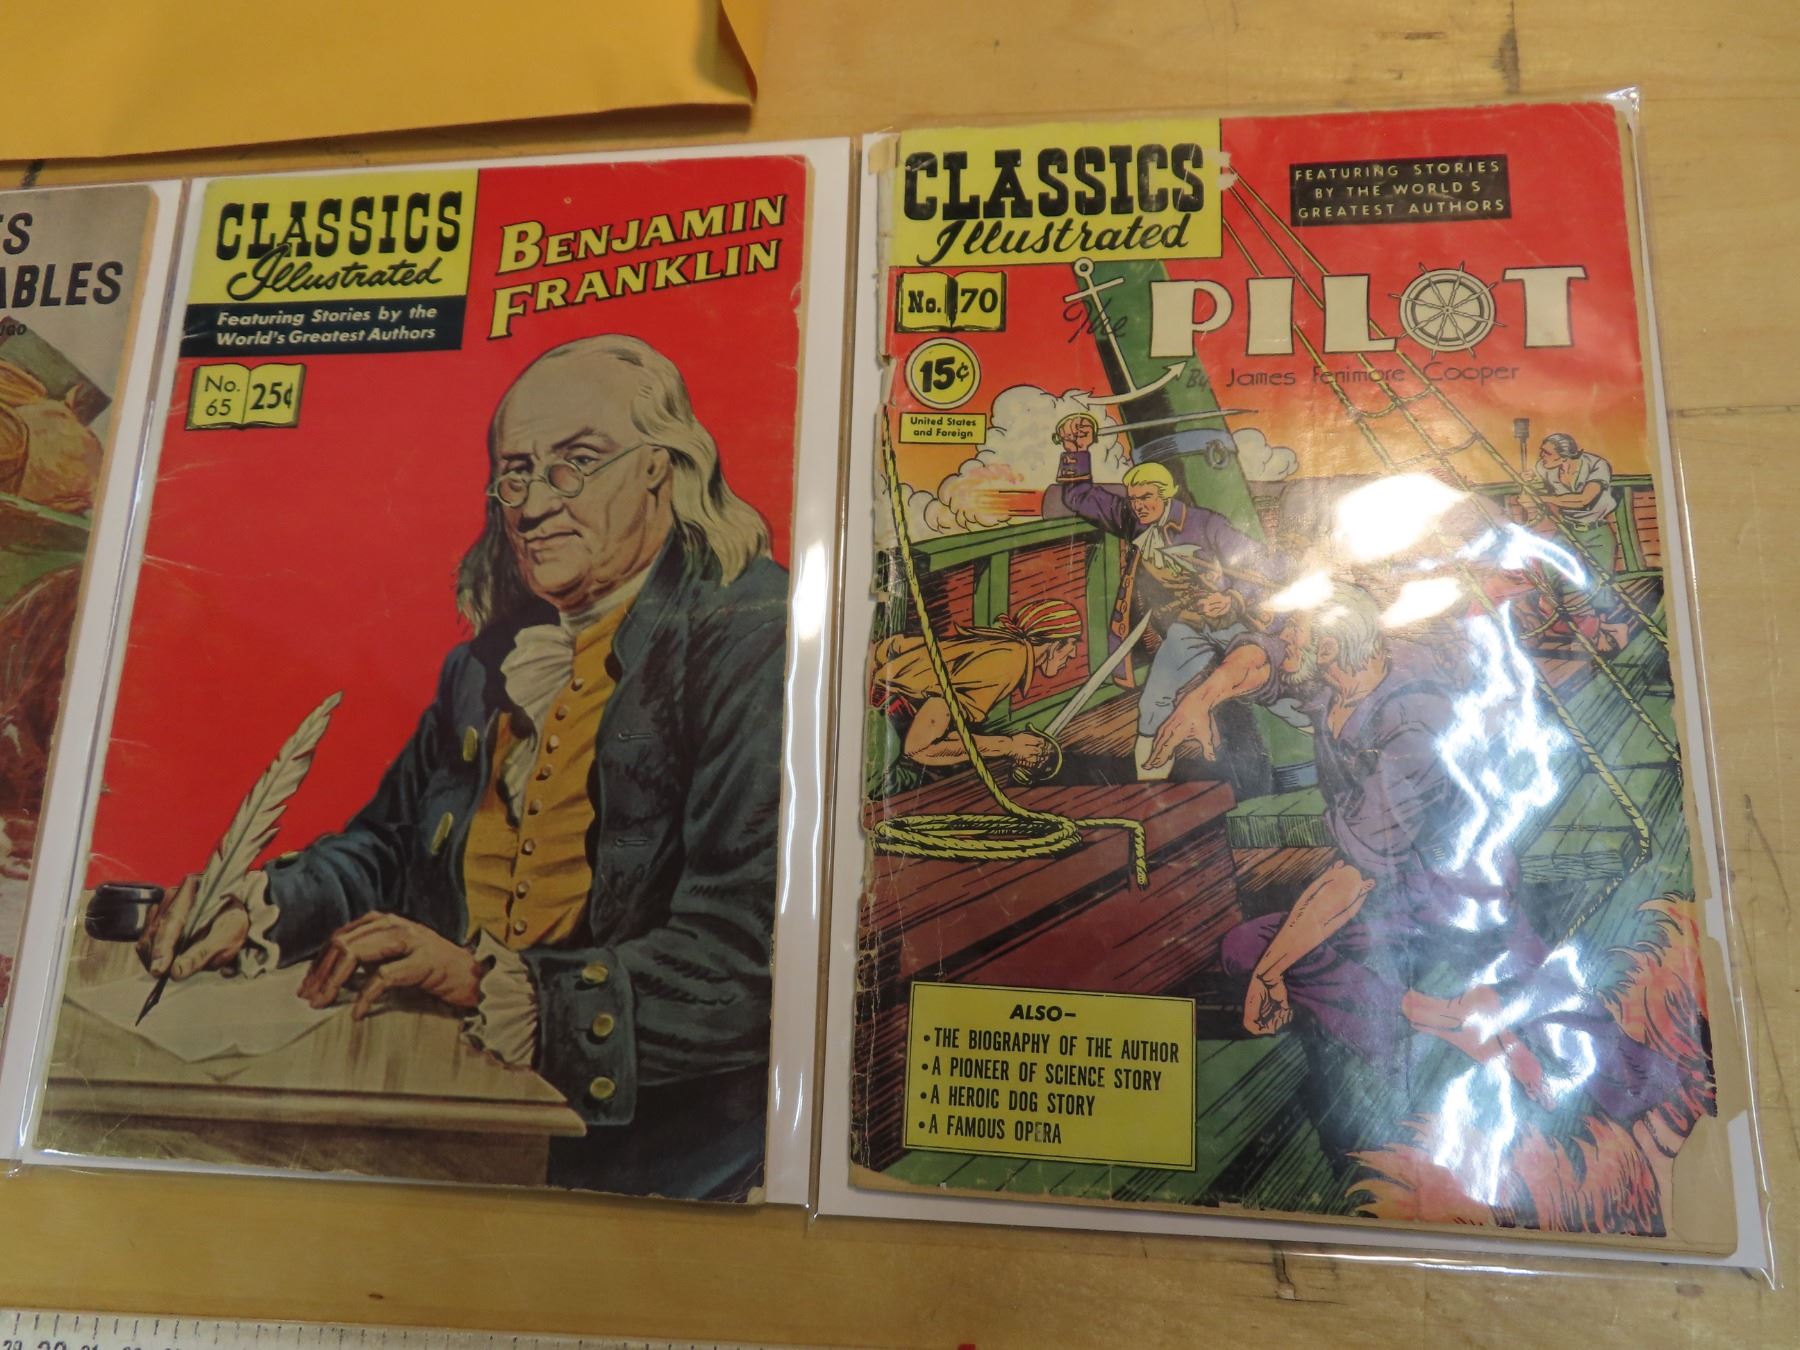 ABLES
CLASSICS
Illustrated
Featuring Stories by the
World's Greatest Authors
No.
65
25¢
BENJAMIN
FRANKLIN
CLASSICS
Illustrated
FEATURING STORIES
BY THE WORLD'S
GREATEST AUTHORS
No. 70
The PILOT
By James Fenimore Cooper
15¢
United States
and Foreign
ALSO—
• THE BIOGRAPHY OF THE AUTHOR
• A PIONEER OF SCIENCE STORY
• A HEROIC DOG STORY
• A FAMOUS OPERA